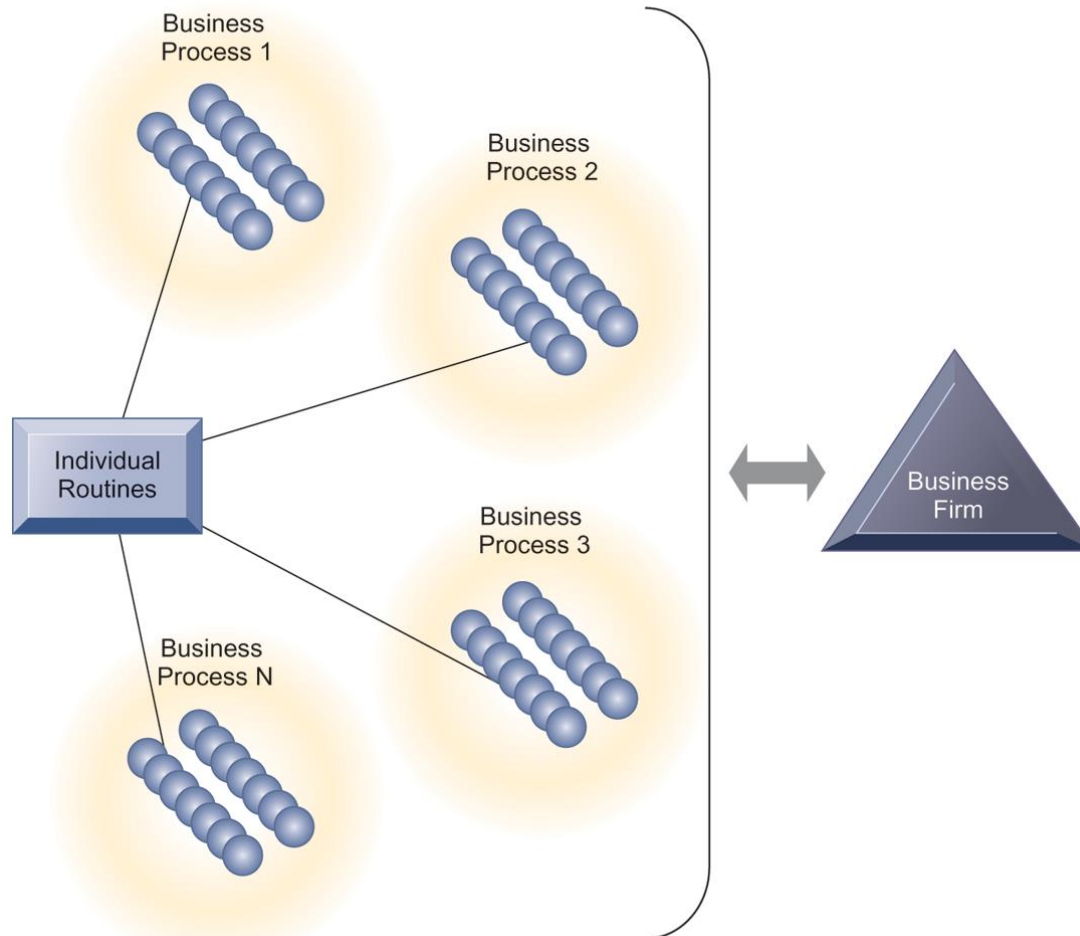 Business
Process 1
Business
Process 2
Individual
Routines
Business
Firm
Business
Process 3
Business
Process N